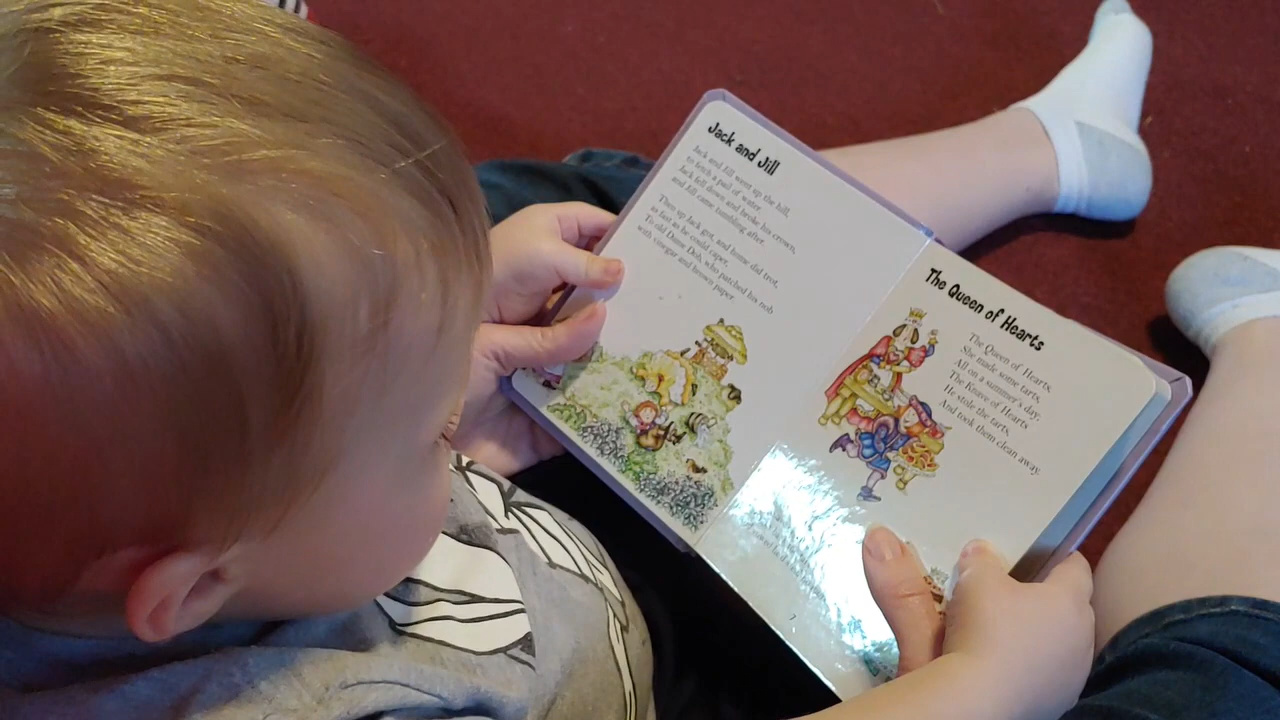 Jack and Jill
Jack and Jill went up the hill,
to fetch a pail of water.
Jack fell down and broke his crown,
and Jill came tumbling after.
Then up Jack got, and home did trot,
as fast as he could caper.
To old Dame Dob, who patched his nob
with vinegar and brown paper.
The Queen of Hearts
The Queen of Hearts,
She made some tarts,
All on a summer's day;
The Knave of Hearts
He stole the tarts,
And took them clean away.
7